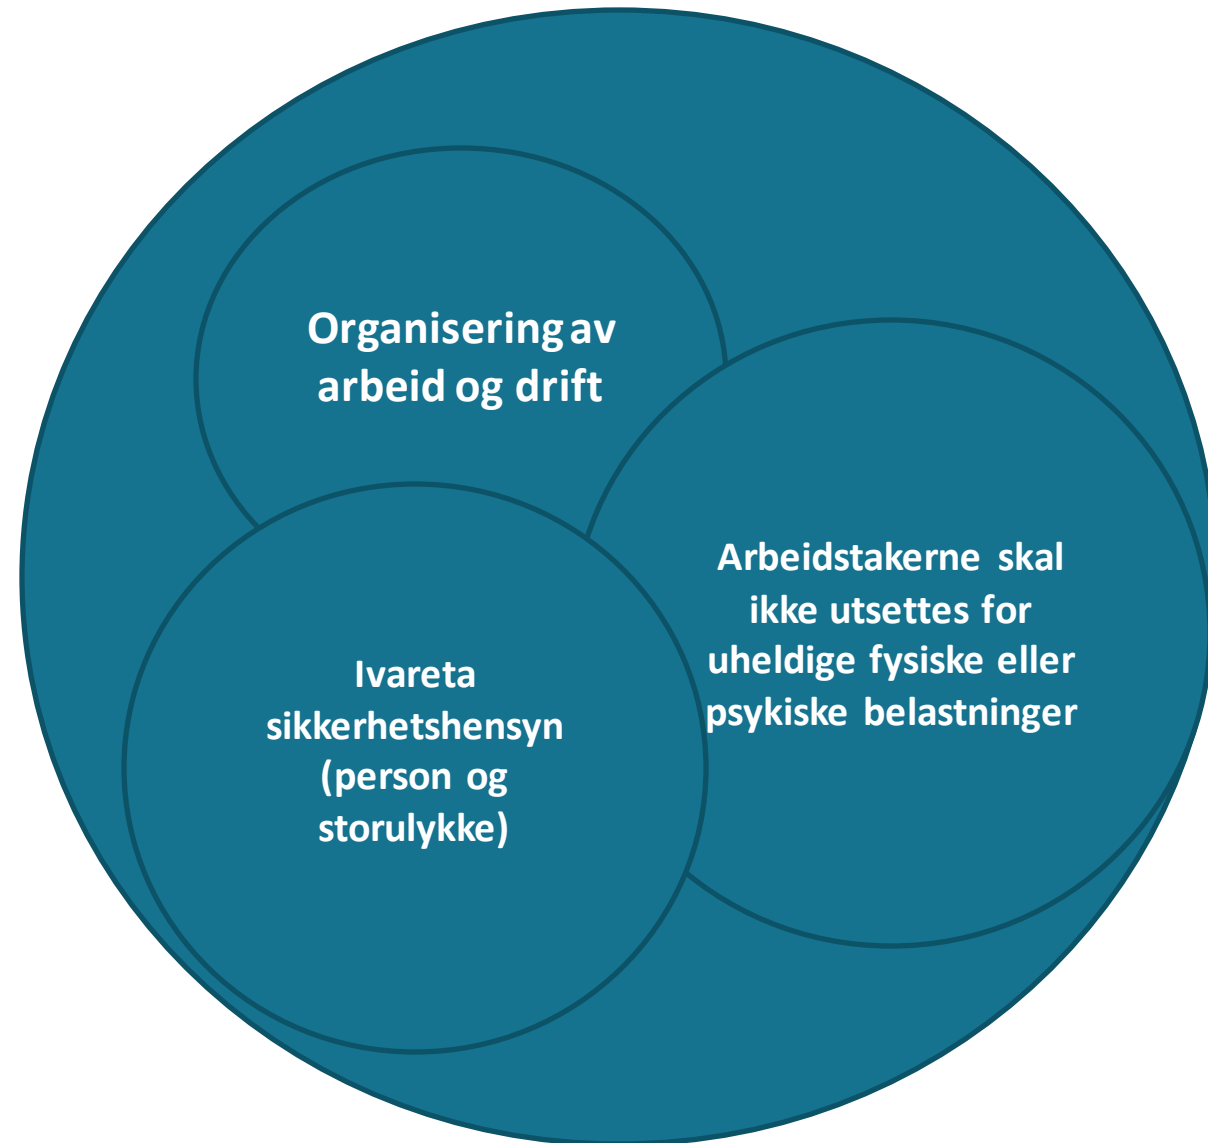 Organisering av
arbeid og drift
Arbeidstakerne skal
ikke utsettes for
uheldige fysiske eller
psykiske belastninger
Ivareta
sikkerhetshensyn
(person og
storulykke)